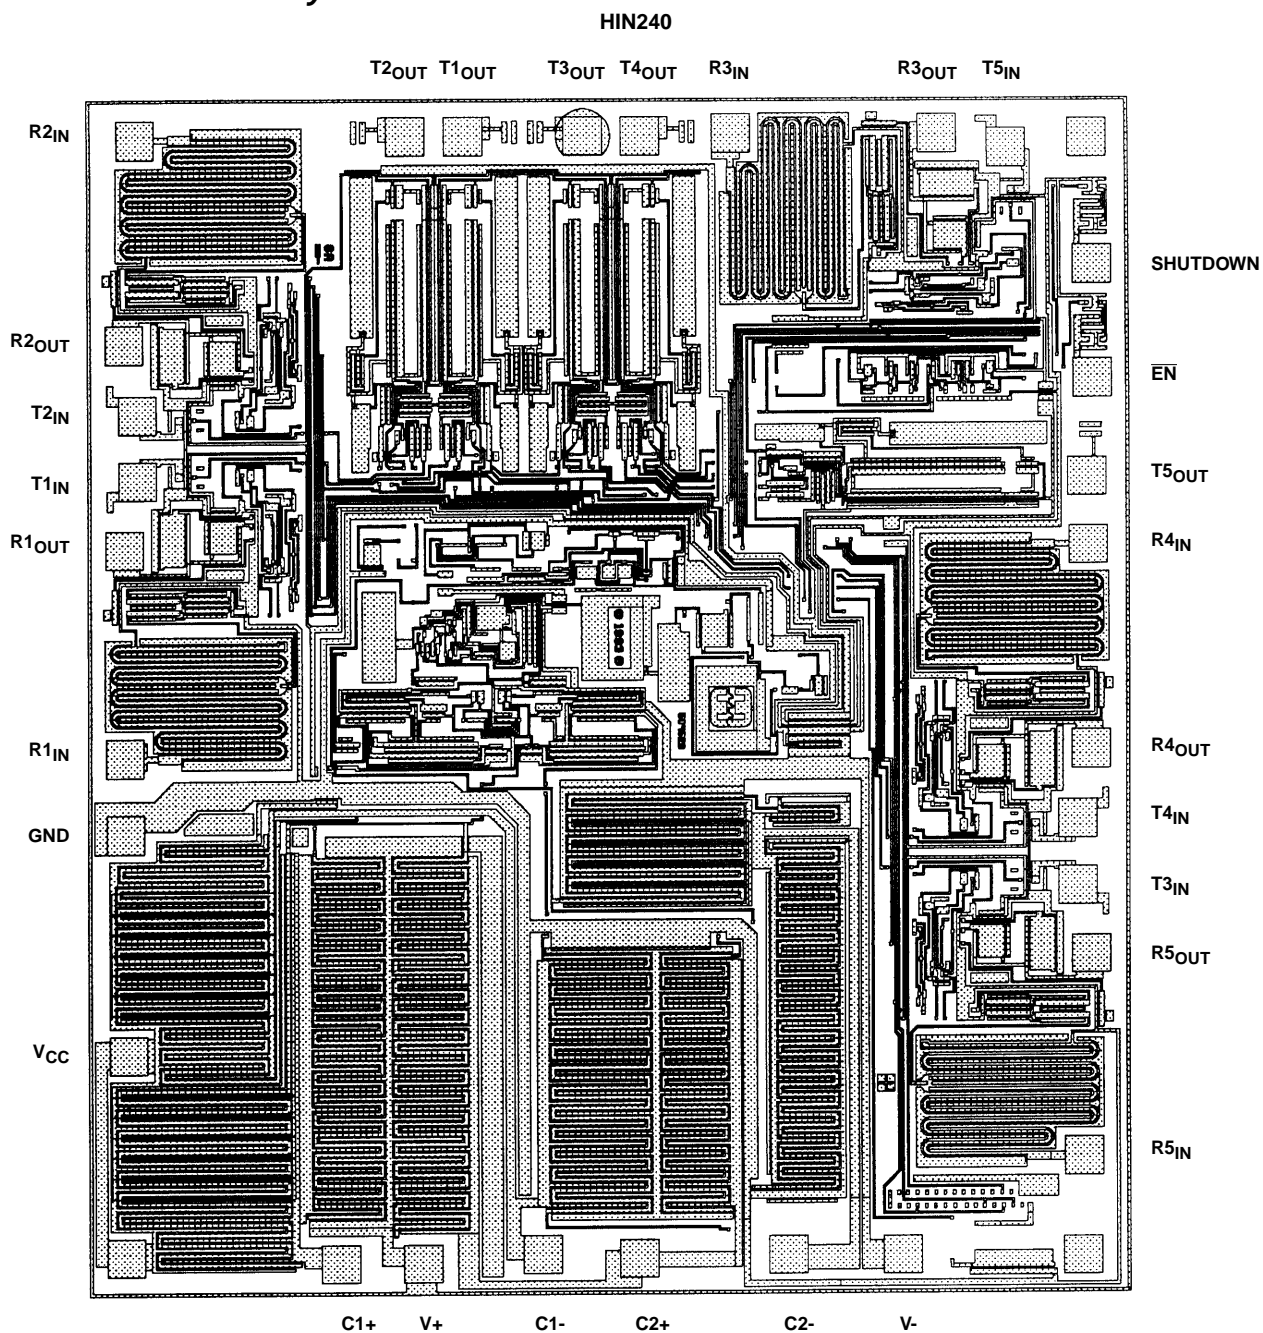 HIN240
T2OUT T1OUT T3OUT T4OUT R3IN R3OUT T5IN
R2IN
SHUTDOWN
R2OUT
EN
T2IN
T5OUT
T1IN
R1OUT
R4IN
R1IN
R4OUT
T4IN
GND
T3IN
R5OUT
VCC
R5IN
C1+ V+ C1- C2+ C2- V-